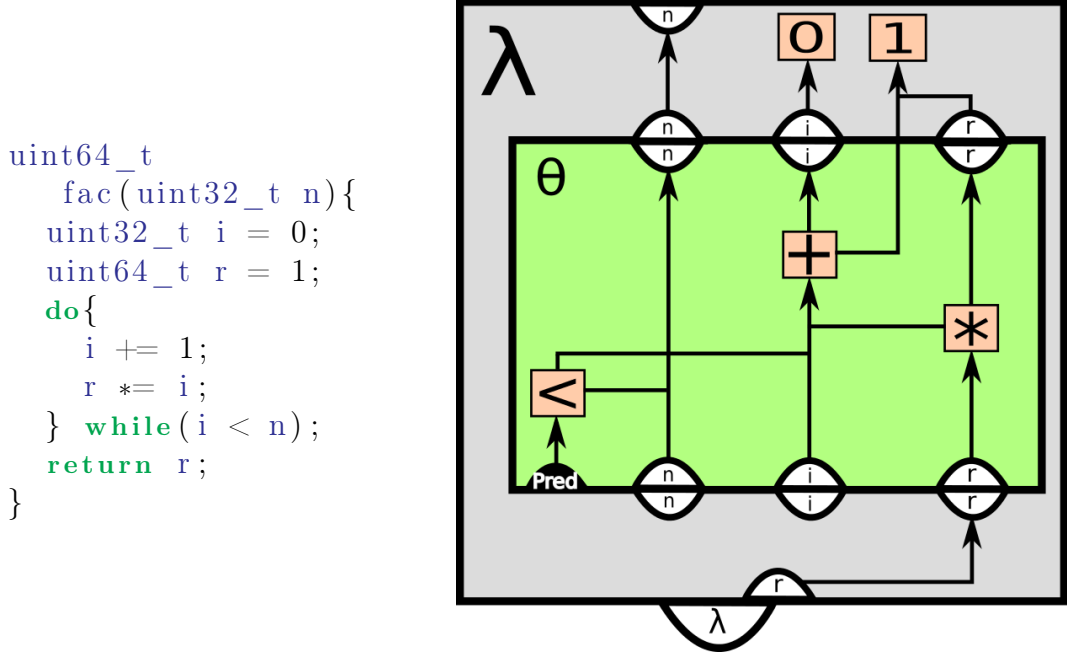 uint64_t
fac(uint32_t n){
uint32_t i = 0;
uint64_t r = 1;
do{
i += 1;
r *= i;
} while(i < n);
return r;
}
n
λ
0 1
n i r
n i r
θ
+
*
<
Pred
n i r
n i r
r
λ